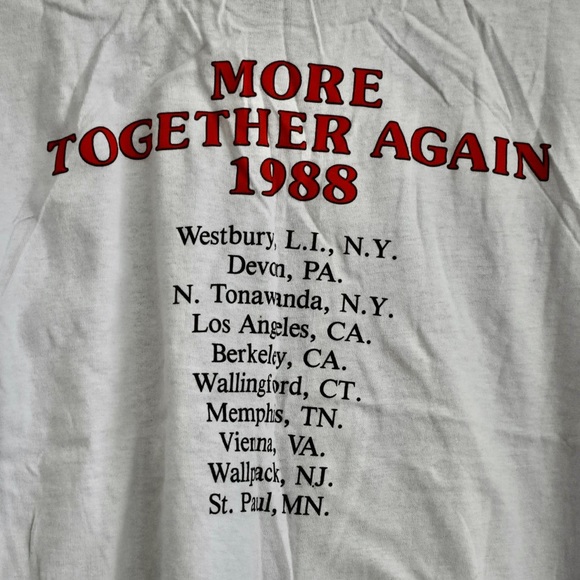 MORE
TOGETHER AGAIN
1988
Westbury, L.I., N.Y.
Devon, PA.
N. Tonawanda, N.Y.
Los Angeles, CA.
Berkeley, CA.
Wallingford, CT.
Memphis, TN.
Vienna, VA.
Wallpack, NJ.
St. Paul, MN.